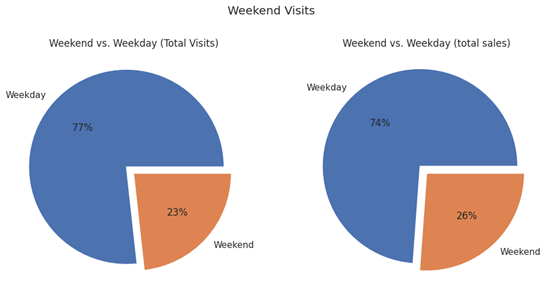 Weekend Visits
Weekend vs. Weekday (Total Visits)
Weekday
77%
23%
Weekend
Weekend vs. Weekday (total sales)
Weekday
74%
26%
Weekend